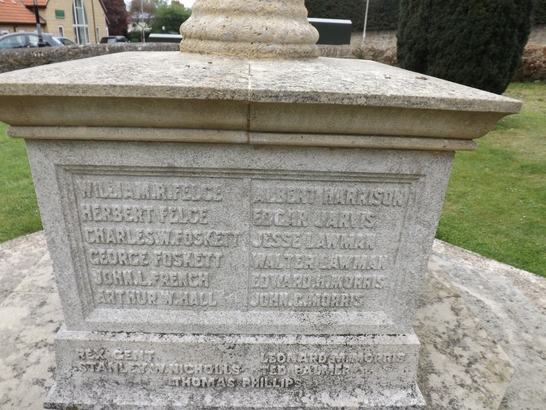 WILLIAM.R.FELCE
HERBERT FELCE
CHARLES.W.FOSKETT
GEORGE FOSKETT
JOHN.L.FRENCH
ARTHUR W.HALL
ALBERT HARRISON
EDGAR JARVIS
JESSE LAWMAN
WALTER LAWMAN
EDWARD.H.MORRIS
JOHN.G.MORRIS
REX GENT
STANLEY.W.NICHOLLS
LEONARD.M.MORRIS
TED PALMER
THOMAS PHILLIPS